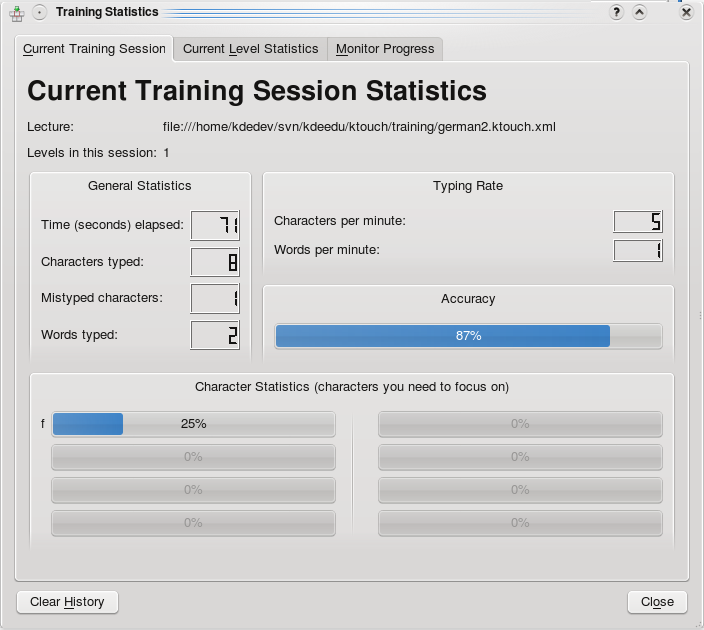 Training Statistics
Current Training Session
Current Level Statistics
Monitor Progress
Current Training Session Statistics
Lecture: file:///home/kdedev/svn/kdeedu/ktouch/training/german2.ktouch.xml
Levels in this session: 1
General Statistics
Time (seconds) elapsed: 71
Characters typed: 8
Mistyped characters: 1
Words typed: 2
Typing Rate
Characters per minute: 5
Words per minute: 1
Accuracy
87%
Character Statistics (characters you need to focus on)
f 25% 0%
0% 0%
0% 0%
0% 0%
Clear History
Close